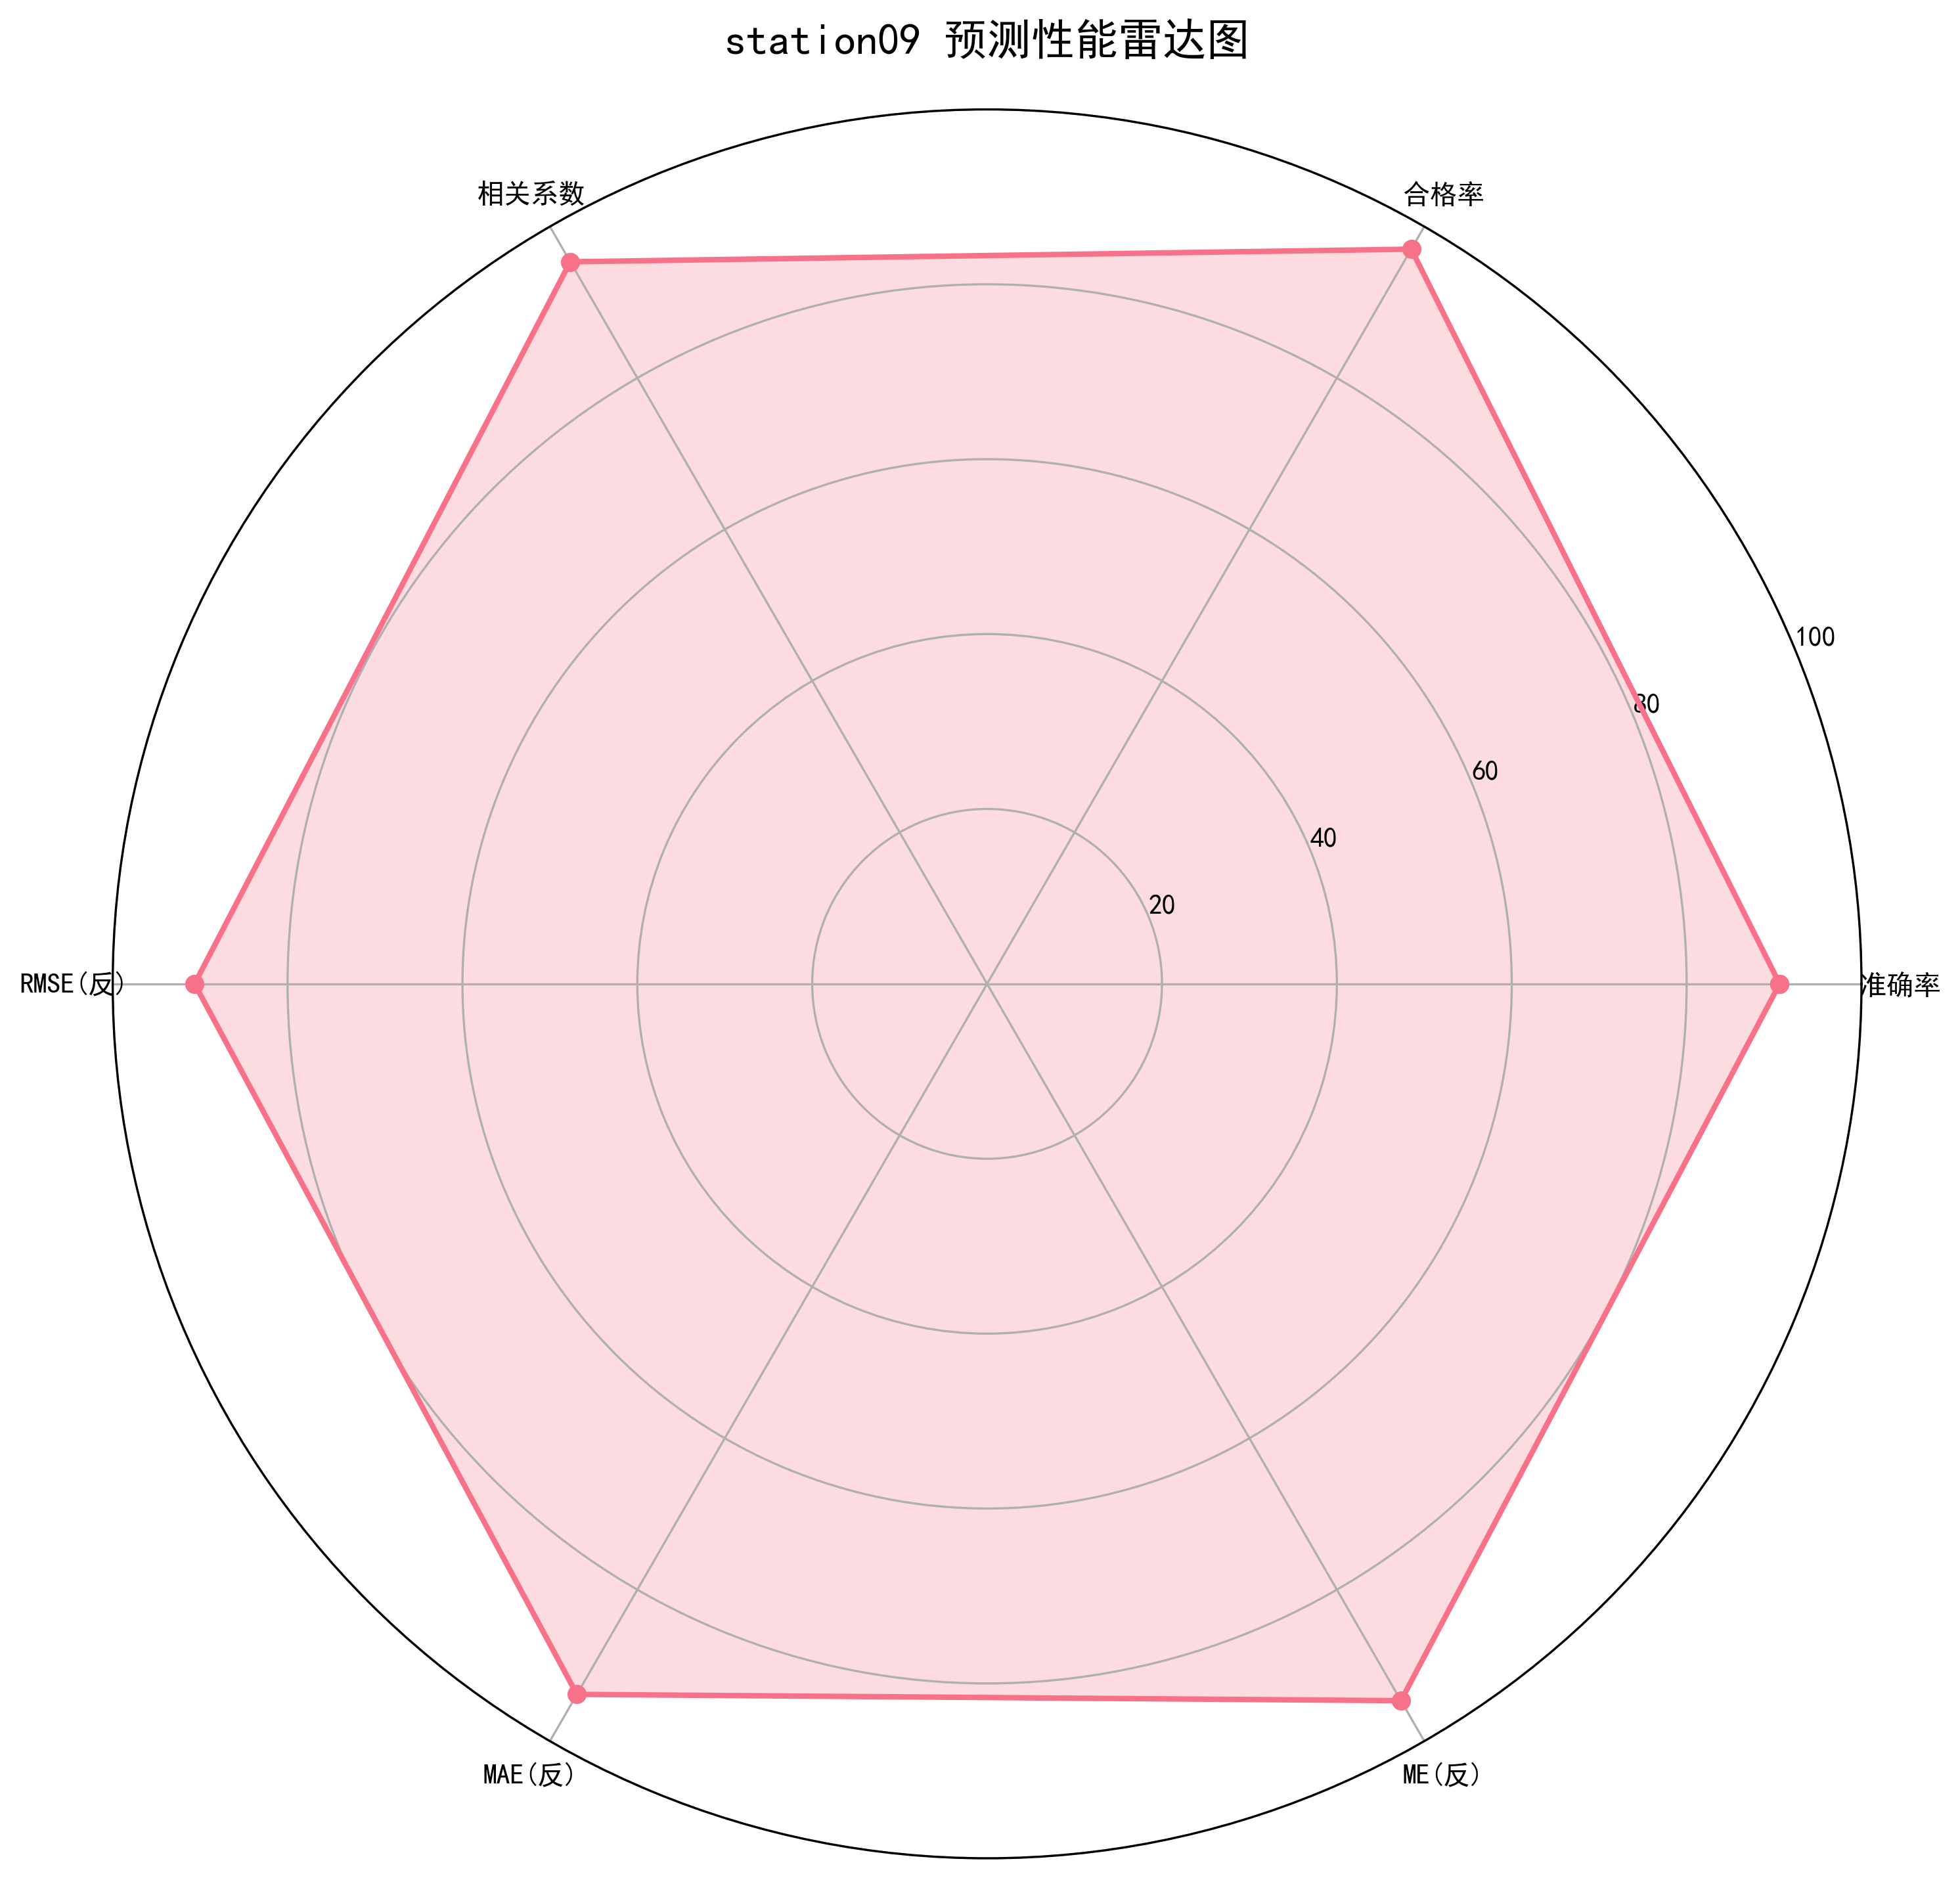 station09 预测性能雷达图
相关系数
合格率
100
80
60
40
20
RMSE(反)
准确率
MAE(反)
ME(反)